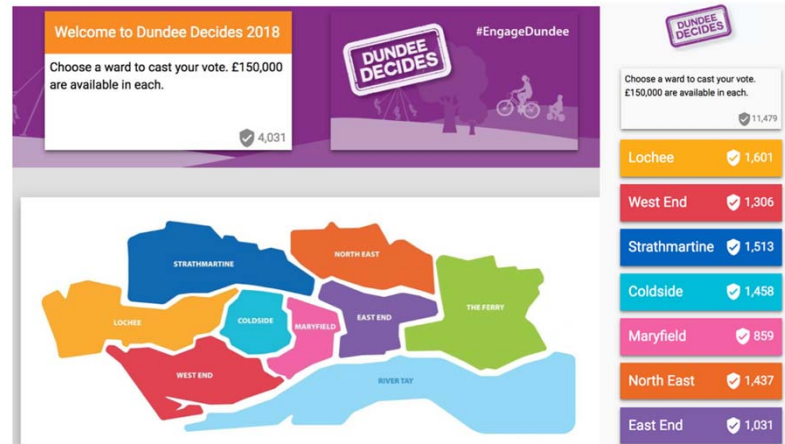 Welcome to Dundee Decides 2018
Choose a ward to cast your vote. £150,000
are available in each.
4,031
#EngageDundee
DUNDEE
DECIDES
STRATHMARTINE
NORTH EAST
LOCHEE
COLDSIDE
MARYFIELD
EAST END
THE FERRY
WEST END
RIVER TAY
DUNDEE
DECIDES
Choose a ward to cast your vote.
£150,000 are available in each.
11,479
Lochee 1,601
West End 1,306
Strathmartine 1,513
Coldside 1,458
Maryfield 859
North East 1,437
East End 1,031